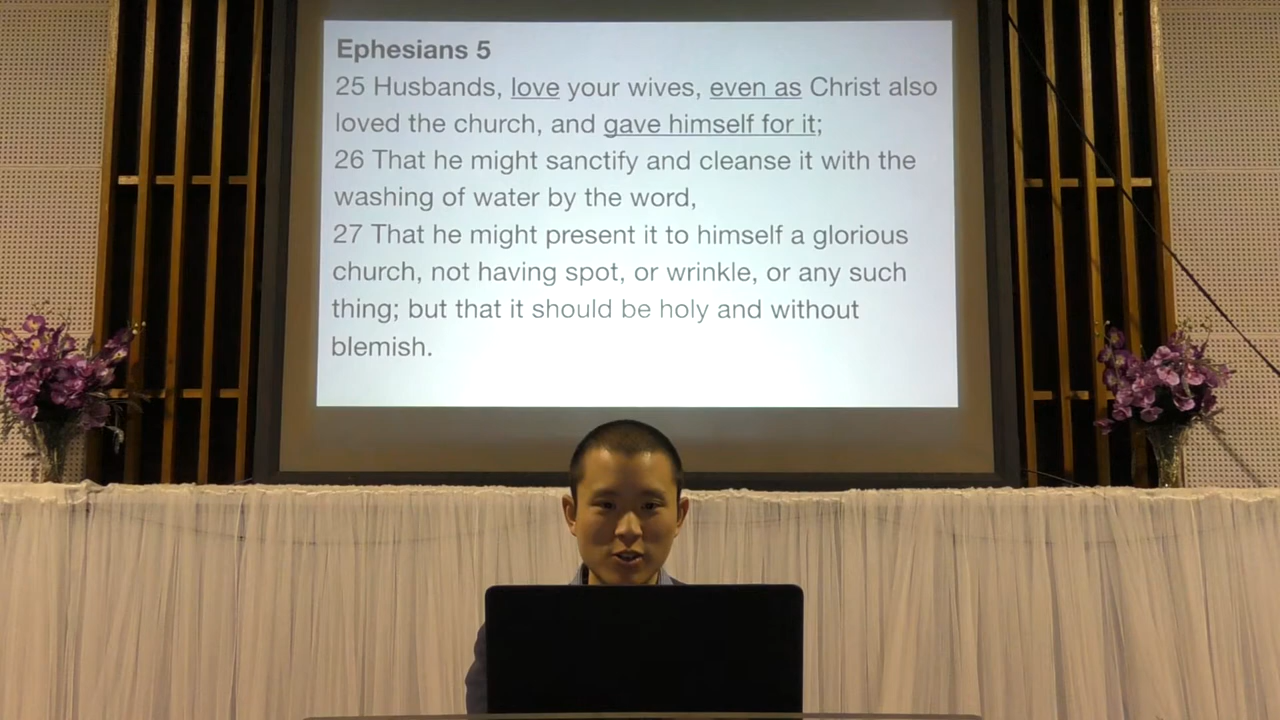 Ephesians 5
25 Husbands, love your wives, even as Christ also
loved the church, and gave himself for it;
26 That he might sanctify and cleanse it with the
washing of water by the word,
27 That he might present it to himself a glorious
church, not having spot, or wrinkle, or any such
thing; but that it should be holy and without
blemish.